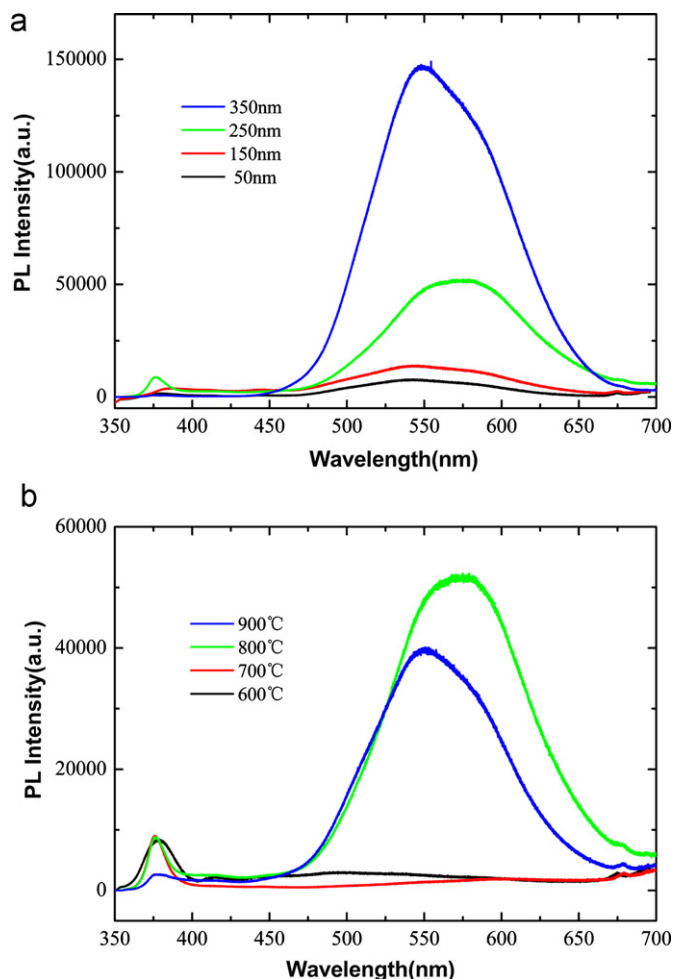 a
150000
100000
50000
0
PL Intensity(a.u.)
350nm
250nm
150nm
50nm
350 400 450 500 550 600 650 700
Wavelength(nm)
b
60000
40000
20000
0
PL Intensity(a.u.)
900℃
800℃
700℃
600℃
350 400 450 500 550 600 650 700
Wavelength(nm)